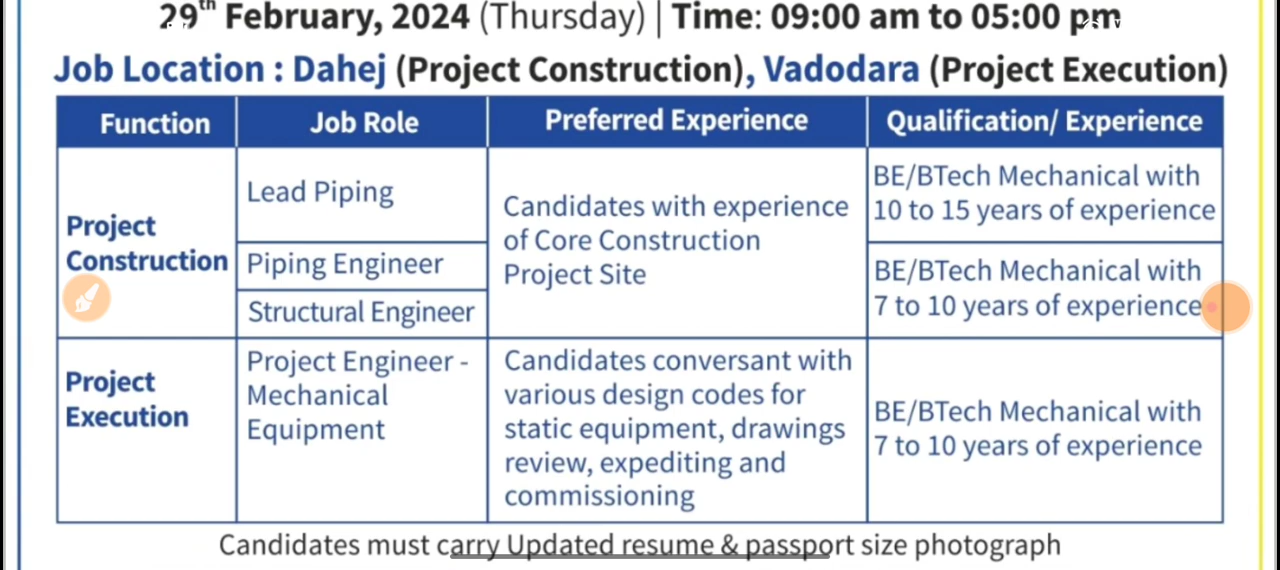 29th February, 2024 (Thursday) | Time: 09:00 am to 05:00 pm
Job Location : Dahej (Project Construction), Vadodara (Project Execution)
Function Job Role Preferred Experience Qualification/ Experience
Project
Construction
Lead Piping
Piping Engineer
Structural Engineer
Candidates with experience
of Core Construction
Project Site
BE/BTech Mechanical with
10 to 15 years of experience
BE/BTech Mechanical with
7 to 10 years of experience
Project
Execution
Project Engineer -
Mechanical
Equipment
Candidates conversant with
various design codes for
static equipment, drawings
review, expediting and
commissioning
BE/BTech Mechanical with
7 to 10 years of experience
Candidates must carry Updated resume & passport size photograph